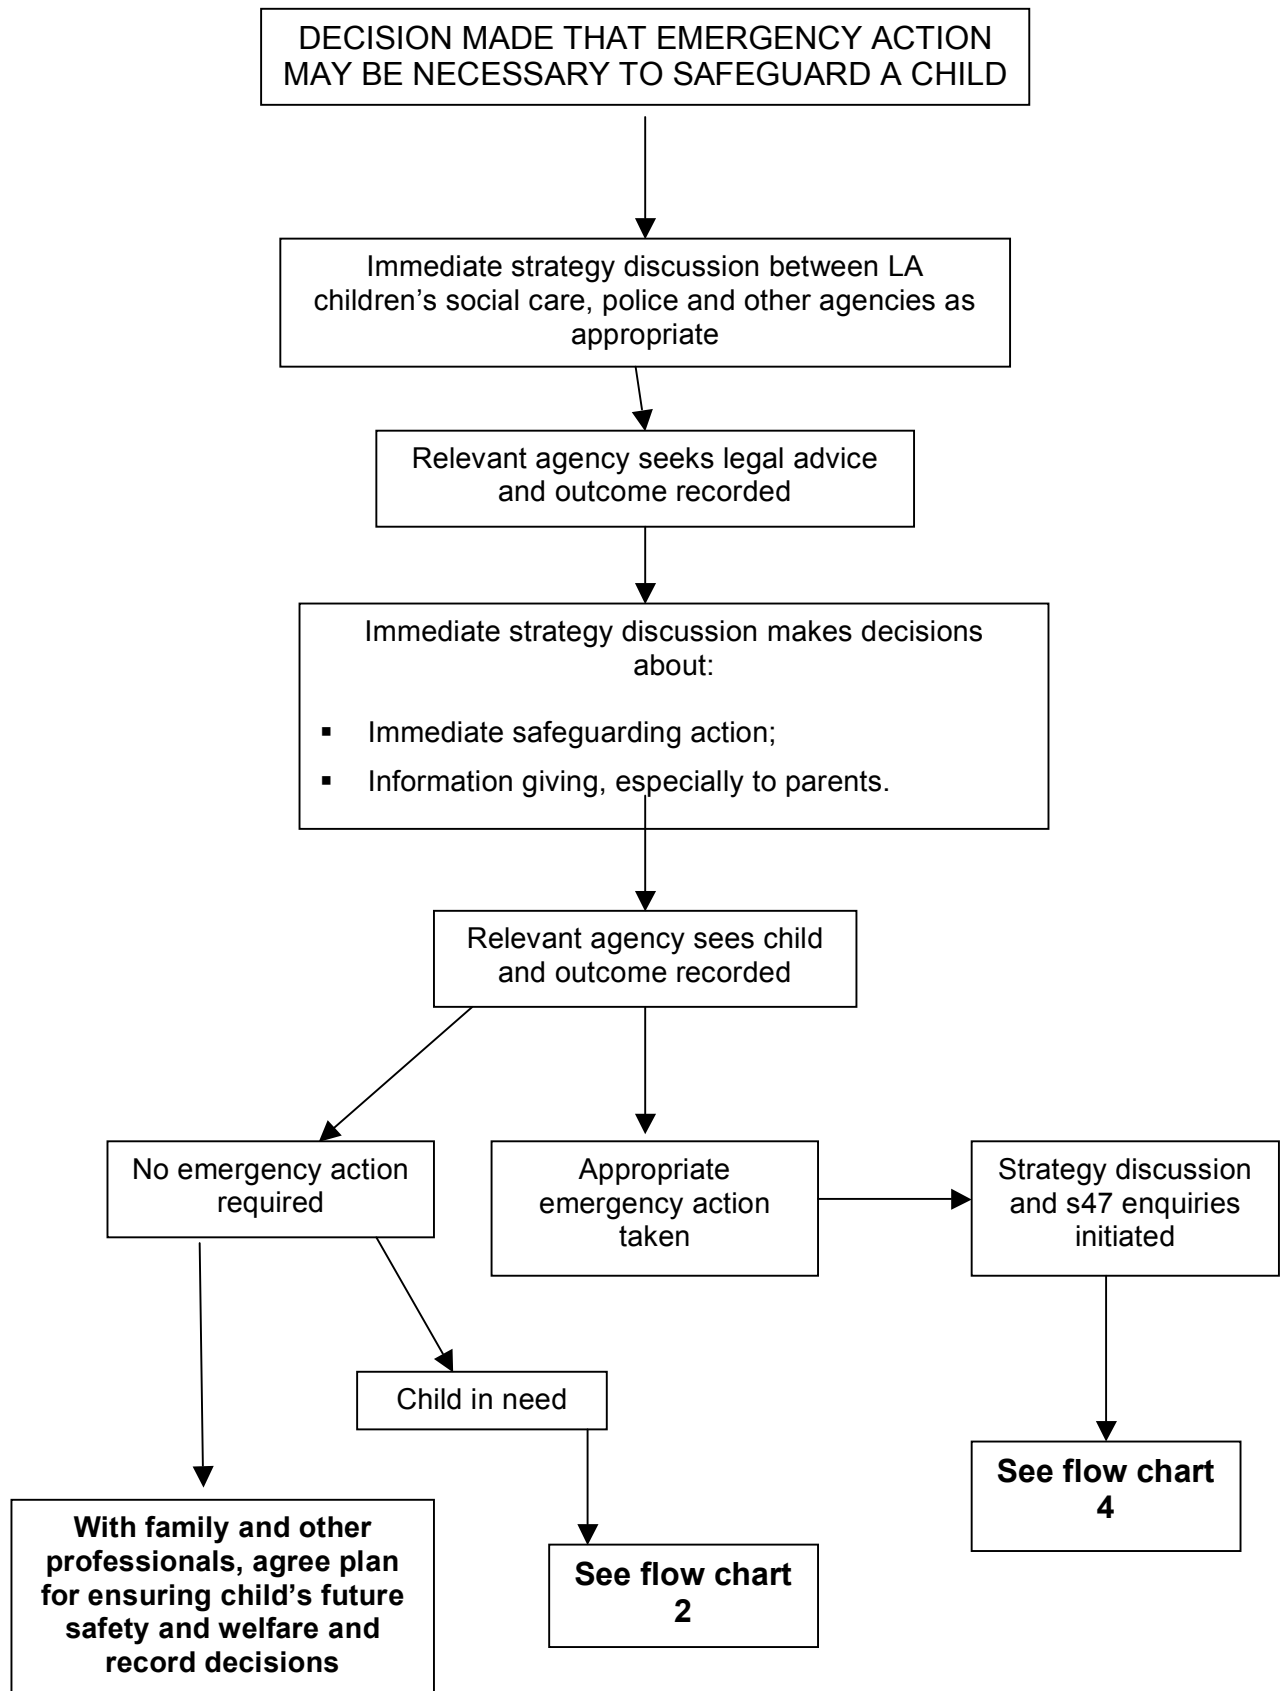 DECISION MADE THAT EMERGENCY ACTION
MAY BE NECESSARY TO SAFEGUARD A CHILD
Immediate strategy discussion between LA
children’s social care, police and other agencies as
appropriate
Relevant agency seeks legal advice
and outcome recorded
Immediate strategy discussion makes decisions
about:
▪ Immediate safeguarding action;
▪ Information giving, especially to parents.
Relevant agency sees child
and outcome recorded
No emergency action
required
Appropriate
emergency action
taken
Strategy discussion
and s47 enquiries
initiated
Child in need
See flow chart
4
With family and other
professionals, agree plan
for ensuring child’s future
safety and welfare and
record decisions
See flow chart
2